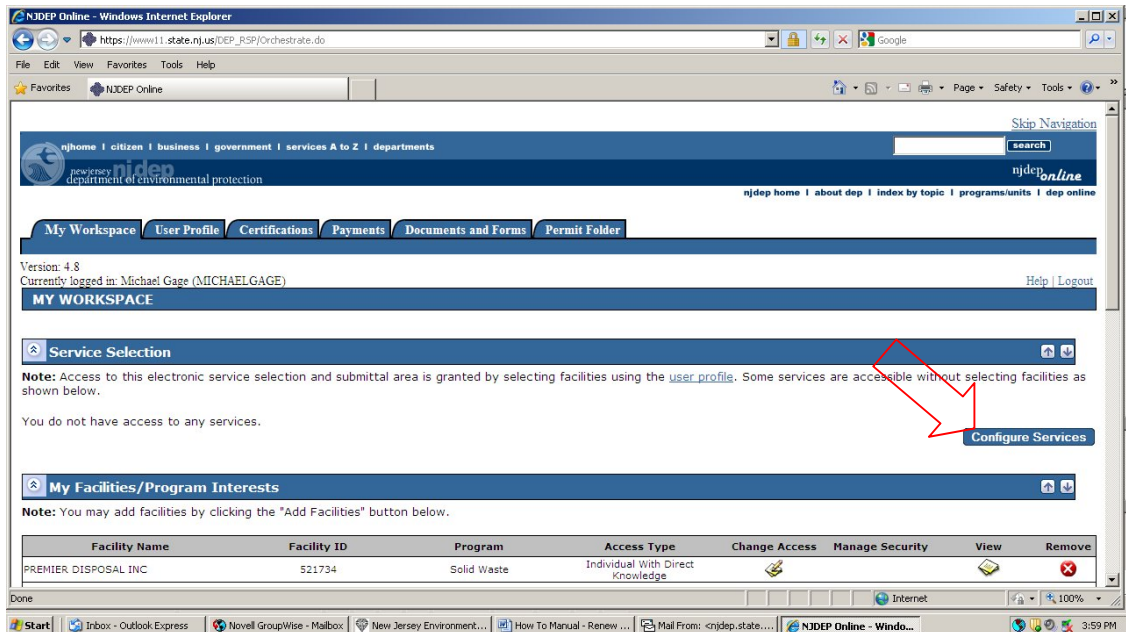 NJDEP Online - Windows Internet Explorer
https://www11.state.nj.us/DEP_RSP/Orchestrate.do
Google
File Edit View Favorites Tools Help
Favorites NJDEP Online Page Safety Tools
Skip Navigation
njhome | citizen | business | government | services A to Z | departments
search
newjersey njdep
department of environmental protection
njdep online
njdep home | about dep | index by topic | programs/units | dep online
My Workspace User Profile Certifications Payments Documents and Forms Permit Folder
Version: 4.8
Currently logged in: Michael Gage (MICHAELGAGE) Help | Logout
MY WORKSPACE
Service Selection
Note: Access to this electronic service selection and submittal area is granted by selecting facilities using the user profile. Some services are accessible without selecting facilities as
shown below.
You do not have access to any services.
Configure Services
My Facilities/Program Interests
Note: You may add facilities by clicking the "Add Facilities" button below.
Facility Name Facility ID Program Access Type Change Access Manage Security View Remove
PREMIER DISPOSAL INC 521734 Solid Waste Individual With Direct
Knowledge
Done Internet 100%
Start Inbox - Outlook Express Novell GroupWise - Mailbox New Jersey Environment... How To Manual - Renew ... Mail From: <njdep.state.... NJDEP Online - Windo... 3:59 PM